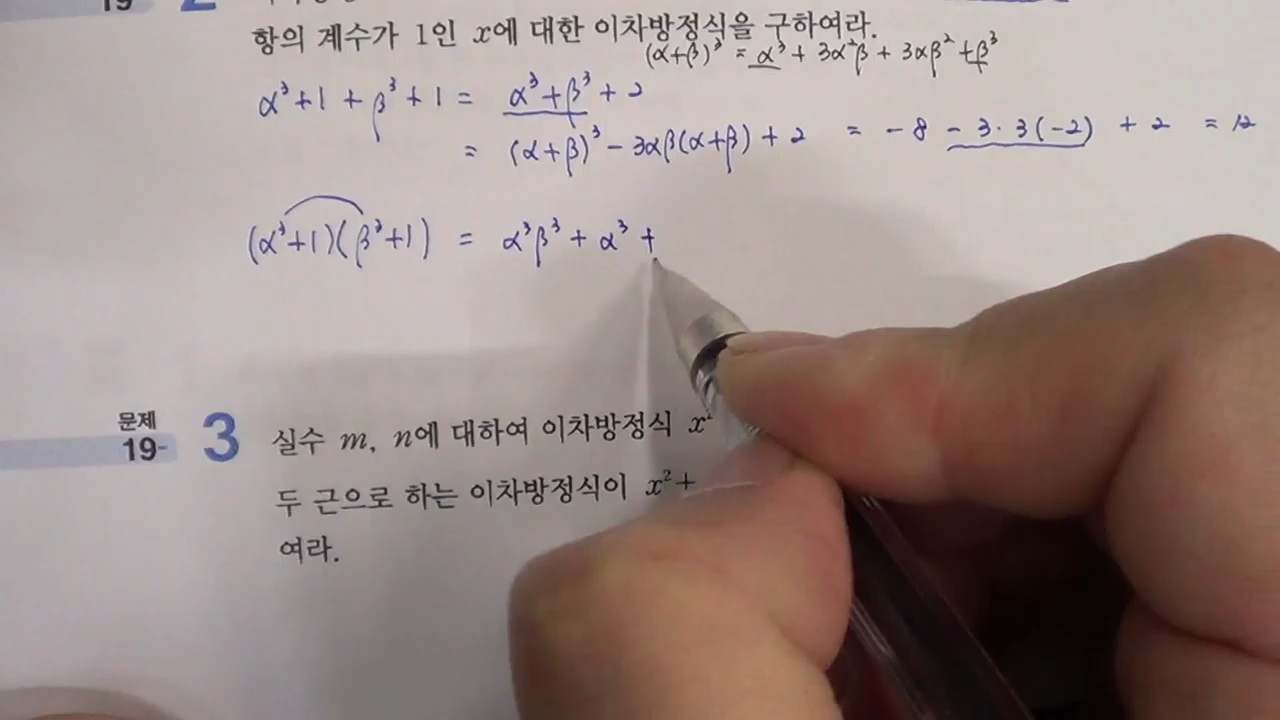 19 2
항의 계수가 1인 x에 대한 이차방정식을 구하여라.
(α+β)³ = α³ + 3α²β + 3αβ² + β³
α³+1 + β³+1 = α³+β³ + 2
= (α+β)³ - 3αβ(α+β) + 2 = -8 - 3·3(-2) + 2 = 12
(α³+1)(β³+1) = α³β³ + α³ +
문제
19- 3 실수 m, n에 대하여 이차방정식 x²
두 근으로 하는 이차방정식이 x²+
여라.